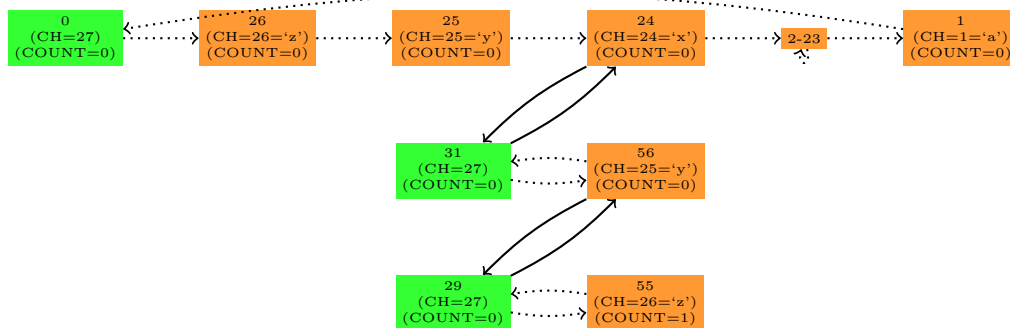 0
(CH=27)
(COUNT=0)
26
(CH=26=‘z’)
(COUNT=0)
25
(CH=25=‘y’)
(COUNT=0)
24
(CH=24=‘x’)
(COUNT=0)
2-23
1
(CH=1=‘a’)
(COUNT=0)
31
(CH=27)
(COUNT=0)
56
(CH=25=‘y’)
(COUNT=0)
29
(CH=27)
(COUNT=0)
55
(CH=26=‘z’)
(COUNT=1)